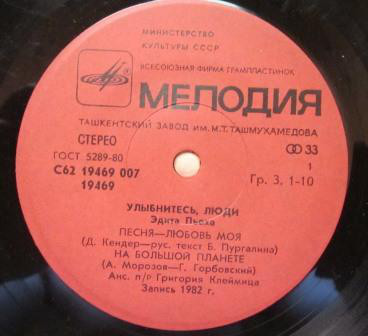 МИНИСТЕРСТВО
КУЛЬТУРЫ СССР
ВСЕСОЮЗНАЯ ФИРМА ГРАМПЛАСТИНОК
МЕЛОДИЯ
ТАШКЕНТСКИЙ ЗАВОД ИМ. М.Т. ТАШМУХАМЕДОВА
СТЕРЕО
33
ГОСТ 5289-80
1
С62 19469 007
Гр. 3. 1-10
19469
УЛЫБНИТЕСЬ, ЛЮДИ
Эдита Пьеха
ПЕСНЯ—ЛЮБОВЬ МОЯ
(Д. Кендер—рус. текст Б. Пургалина)
НА БОЛЬШОЙ ПЛАНЕТЕ
(А. Морозов—Г. Горбовский)
Анс. п/р Григория Клеймица
Запись 1982 г.